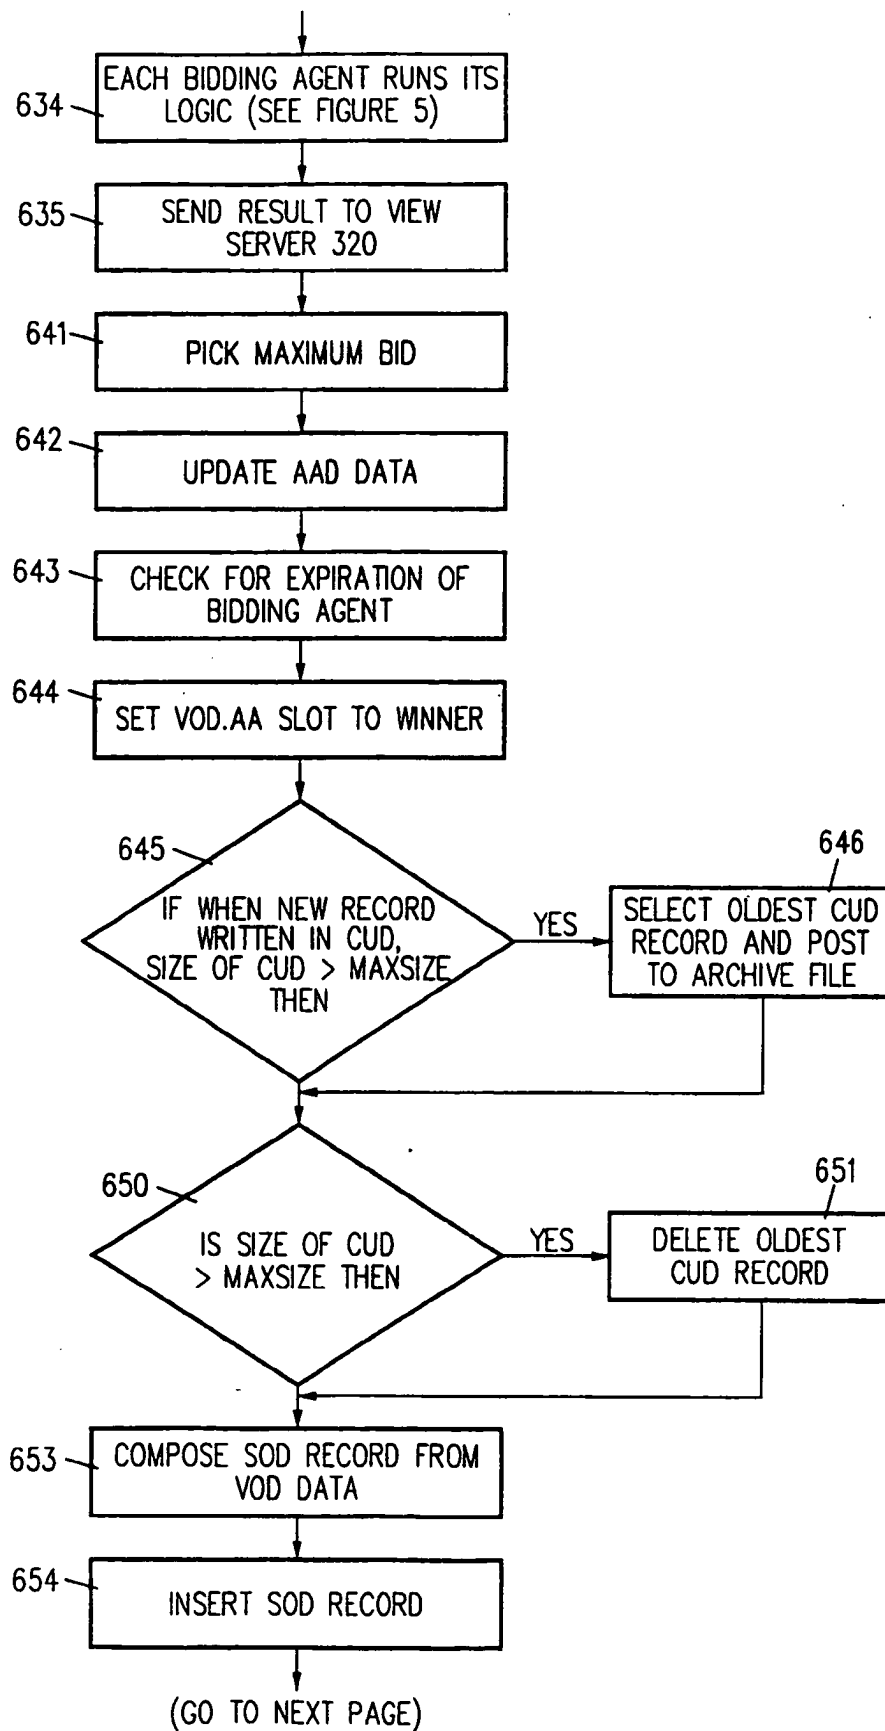 634
EACH BIDDING AGENT RUNS ITS
LOGIC (SEE FIGURE 5)
635
SEND RESULT TO VIEW
SERVER 320
641
PICK MAXIMUM BID
642
UPDATE AAD DATA
643
CHECK FOR EXPIRATION OF
BIDDING AGENT
644
SET VOD.AA SLOT TO WINNER
645
IF WHEN NEW RECORD
WRITTEN IN CUD,
SIZE OF CUD > MAXSIZE
THEN
YES
646
SELECT OLDEST CUD
RECORD AND POST
TO ARCHIVE FILE
650
IS SIZE OF CUD
> MAXSIZE THEN
YES
651
DELETE OLDEST
CUD RECORD
653
COMPOSE SOD RECORD FROM
VOD DATA
654
INSERT SOD RECORD
(GO TO NEXT PAGE)